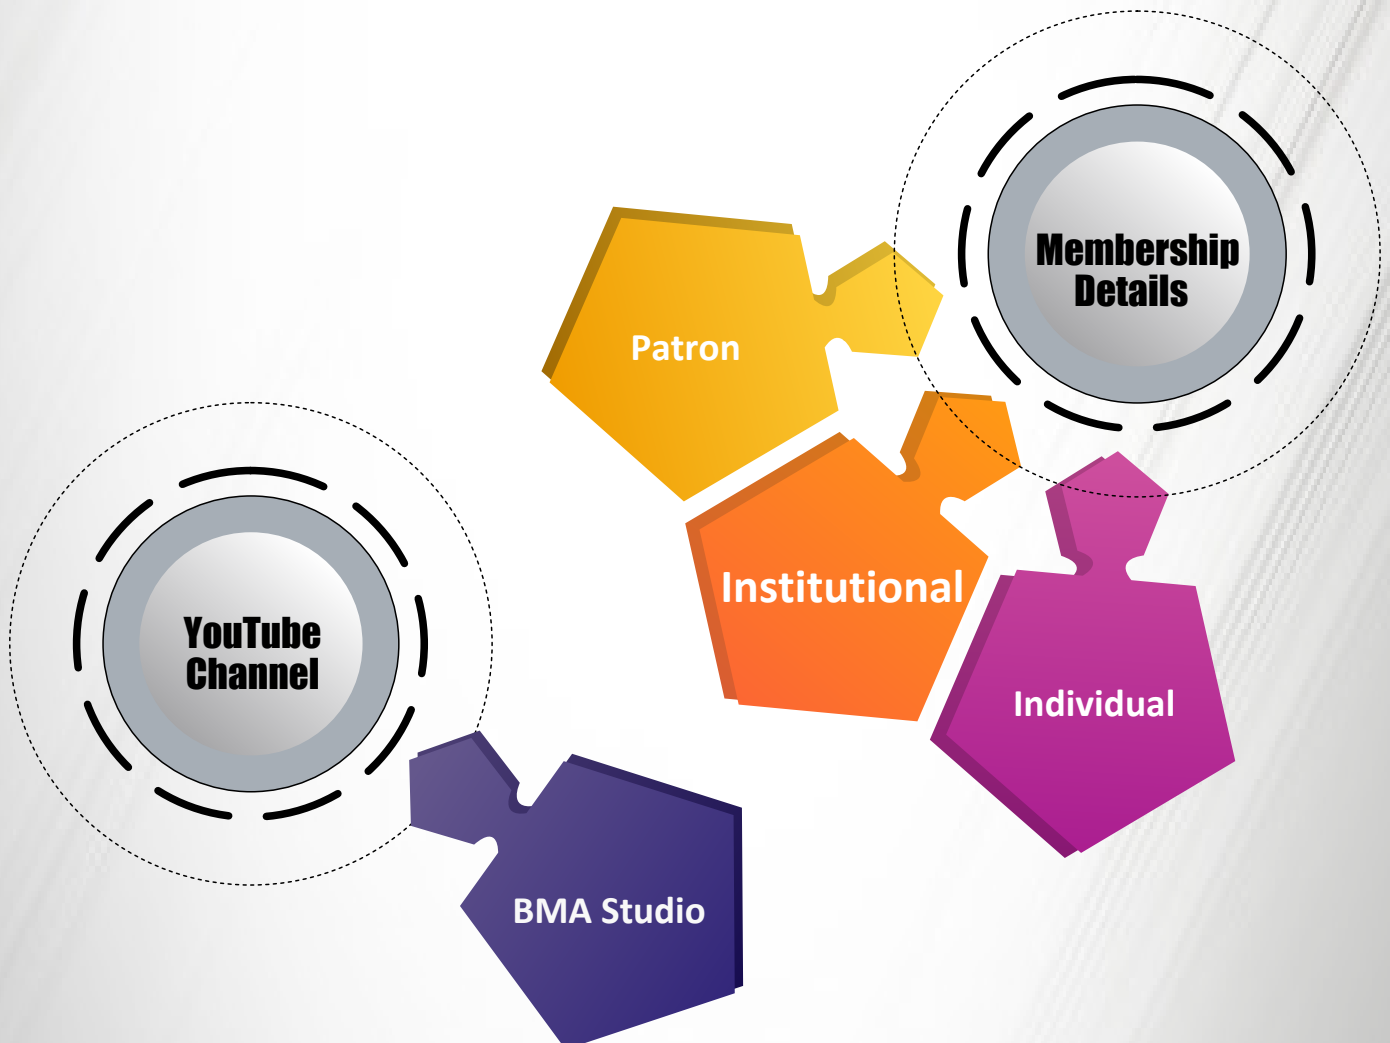 Membership
Details
Patron
Institutional
Individual
YouTube
Channel
BMA Studio